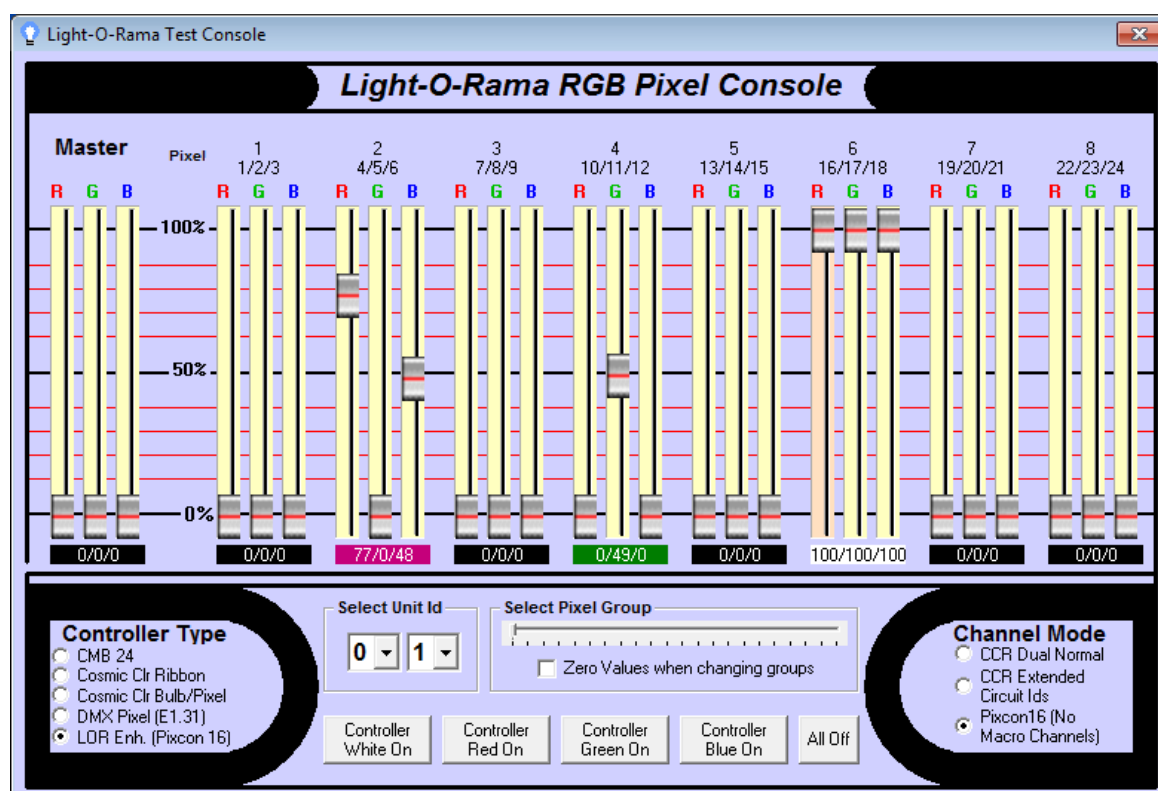 Light-O-Rama Test Console
Light-O-Rama RGB Pixel Console
Master Pixel 1 2 3 4 5 6 7 8
1/2/3 4/5/6 7/8/9 10/11/12 13/14/15 16/17/18 19/20/21 22/23/24
R G B R G B R G B R G B R G B R G B R G B R G B R G B
100%
50%
0%
0/0/0 0/0/0 77/0/48 0/0/0 0/49/0 0/0/0 100/100/100 0/0/0 0/0/0
Controller Type
CMB 24
Cosmic Clr Ribbon
Cosmic Clr Bulb/Pixel
DMX Pixel (E1.31)
LOR Enh. (Pixcon 16)
Select Unit Id
0 1
Select Pixel Group
Zero Values when changing groups
Controller
White On
Controller
Red On
Controller
Green On
Controller
Blue On
All Off
Channel Mode
CCR Dual Normal
CCR Extended
Circuit Ids
Pixcon16 (No
Macro Channels)